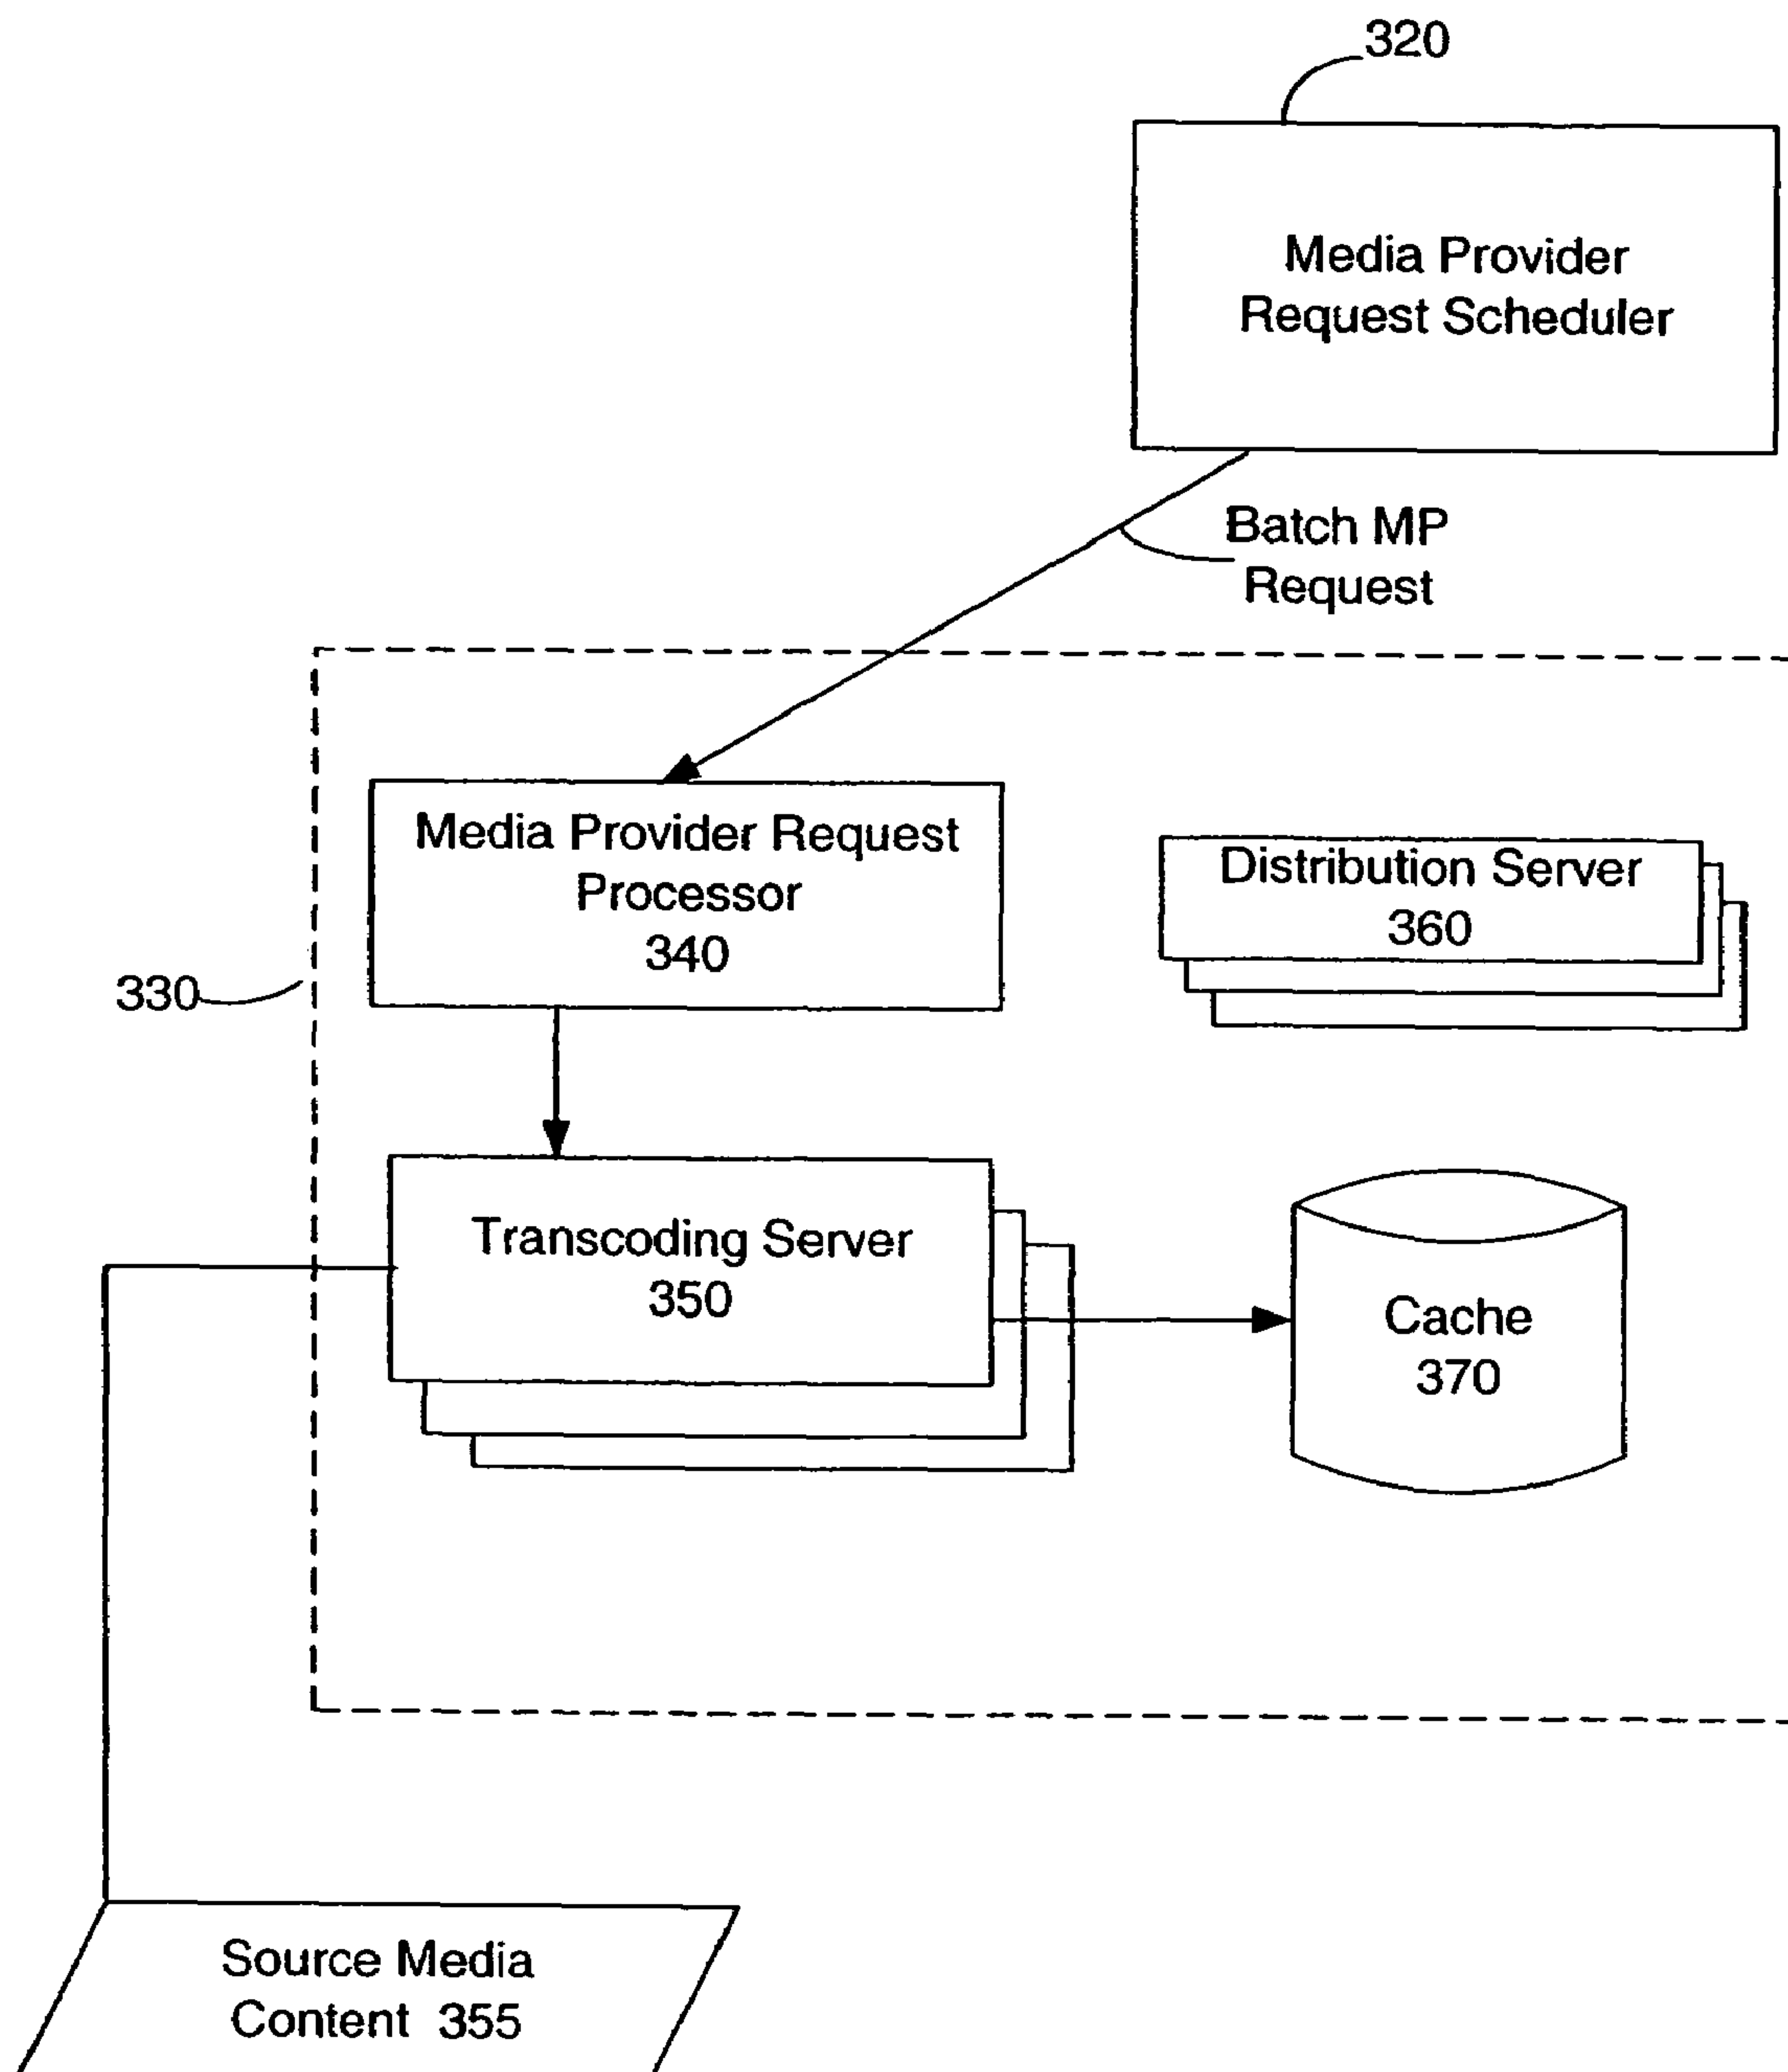 320
Media Provider
Request Scheduler
Batch MP
Request
Media Provider Request
Processor
340
Distribution Server
360
330
Transcoding Server
350
Cache
370
Source Media
Content 355